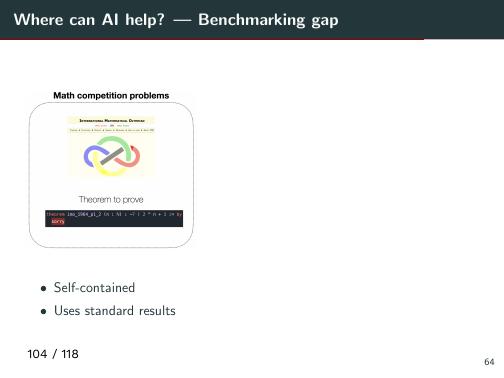 Where can AI help? — Benchmarking gap
Math competition problems
INTERNATIONAL MATHEMATICAL OLYMPIAD
Theorem to prove
theorem imo_1964_p1_2 (n : ℕ) : ¬7 ∣ 2 ^ n + 1 := by
sorry
• Self-contained
• Uses standard results
104 / 118
64